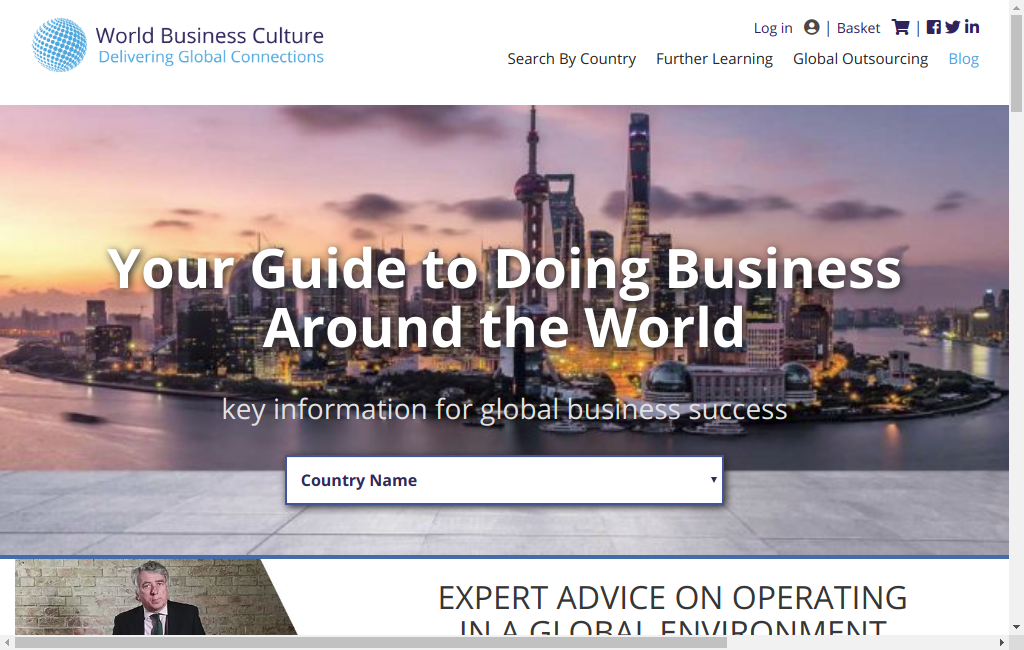 World Business Culture
Delivering Global Connections
Log in | Basket |
Search By Country Further Learning Global Outsourcing Blog
Your Guide to Doing Business
Around the World
key information for global business success
Country Name
EXPERT ADVICE ON OPERATING
IN A GLOBAL ENVIRONMENT